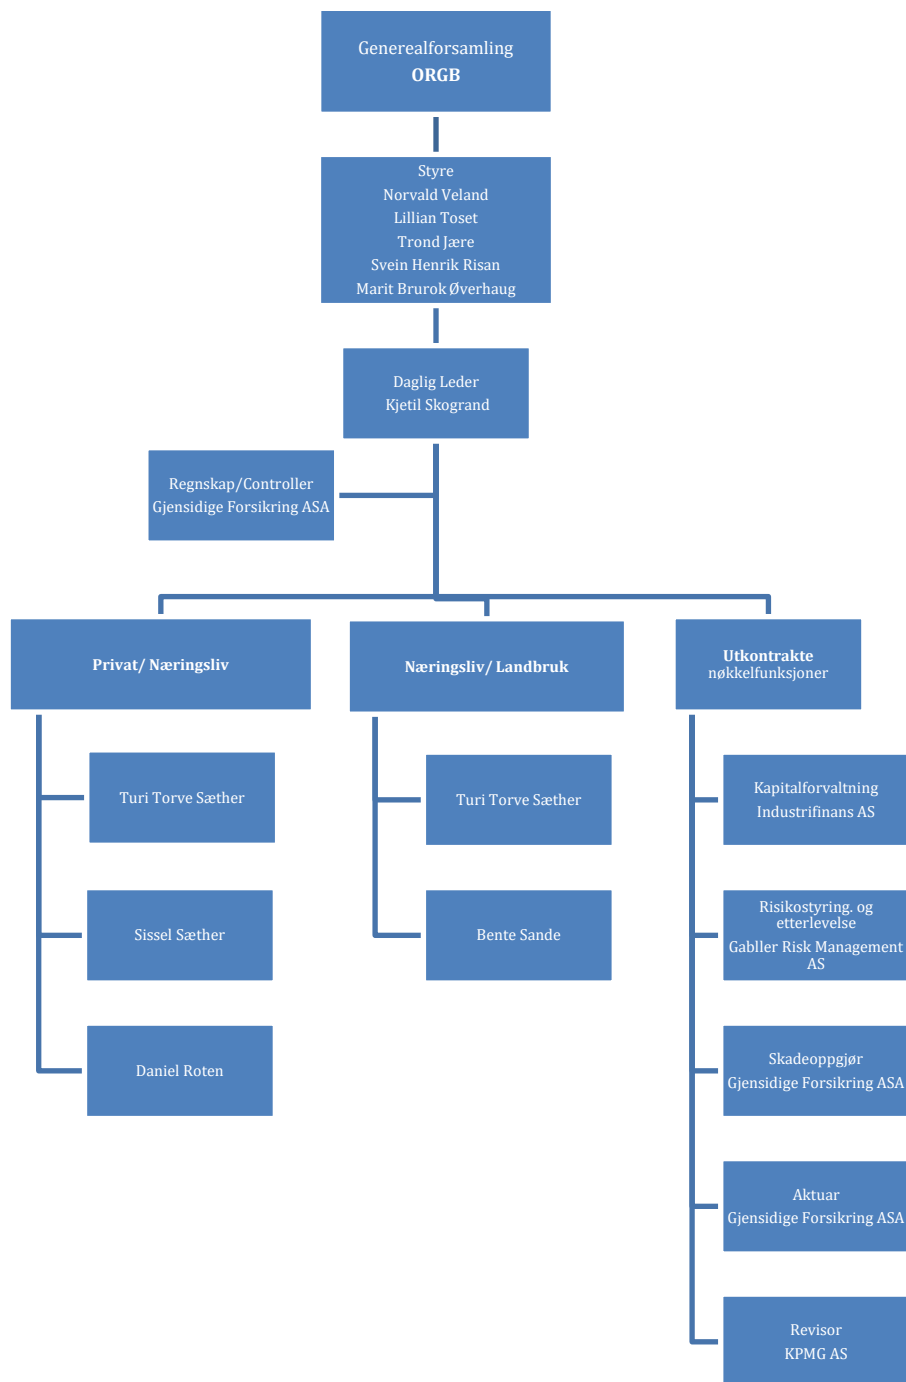 Generealforsamling
ORGB
Styre
Norvald Veland
Lillian Toset
Trond Jære
Svein Henrik Risan
Marit Brurok Øverhaug
Daglig Leder
Kjetil Skogrand
Regnskap/Controller
Gjensidige Forsikring ASA
Privat/ Næringsliv
Turi Torve Sæther
Sissel Sæther
Daniel Roten
Næringsliv/ Landbruk
Turi Torve Sæther
Bente Sande
Utkontrakte
nøkkelfunksjoner
Kapitalforvaltning
Industrifinans AS
Risikostyring. og
etterlevelse
Gabller Risk Management
AS
Skadeoppgjør
Gjensidige Forsikring ASA
Aktuar
Gjensidige Forsikring ASA
Revisor
KPMG AS